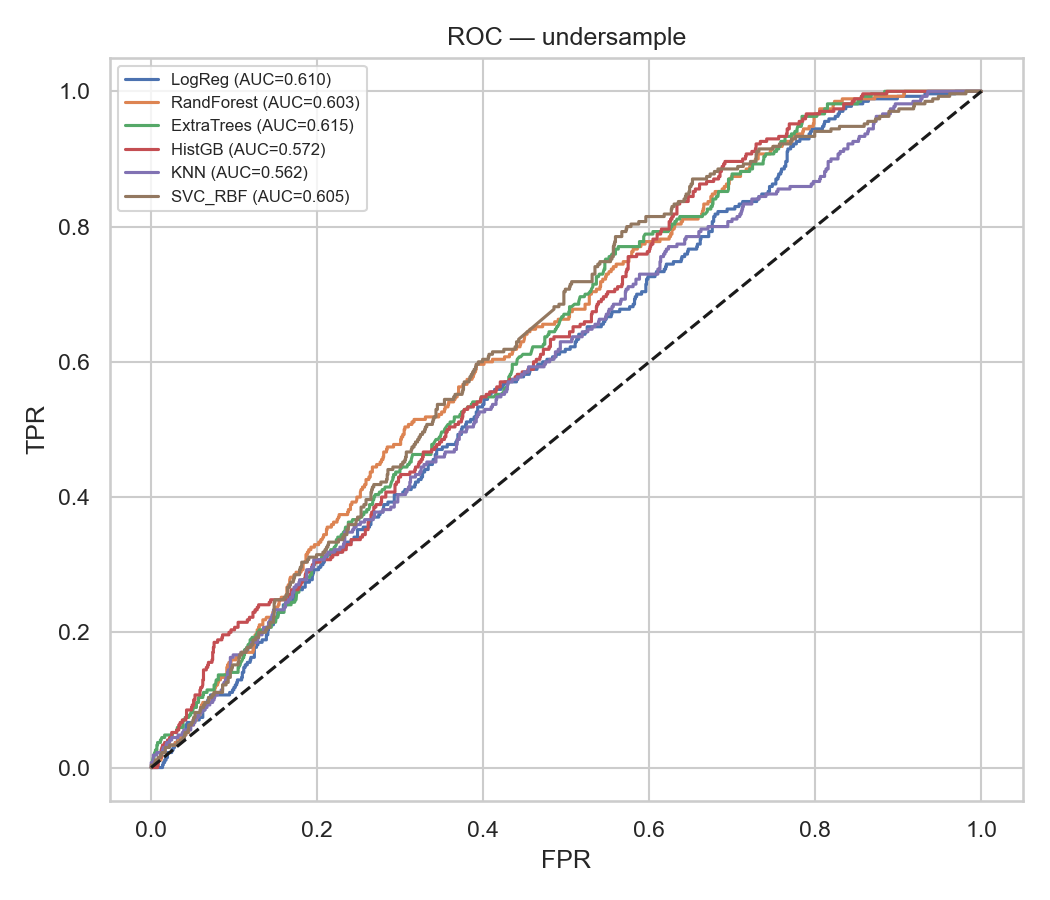 ROC — undersample
LogReg (AUC=0.610)
RandForest (AUC=0.603)
ExtraTrees (AUC=0.615)
HistGB (AUC=0.572)
KNN (AUC=0.562)
SVC_RBF (AUC=0.605)
1.0
0.8
0.6
0.4
0.2
0.0
TPR
0.0 0.2 0.4 0.6 0.8 1.0
FPR